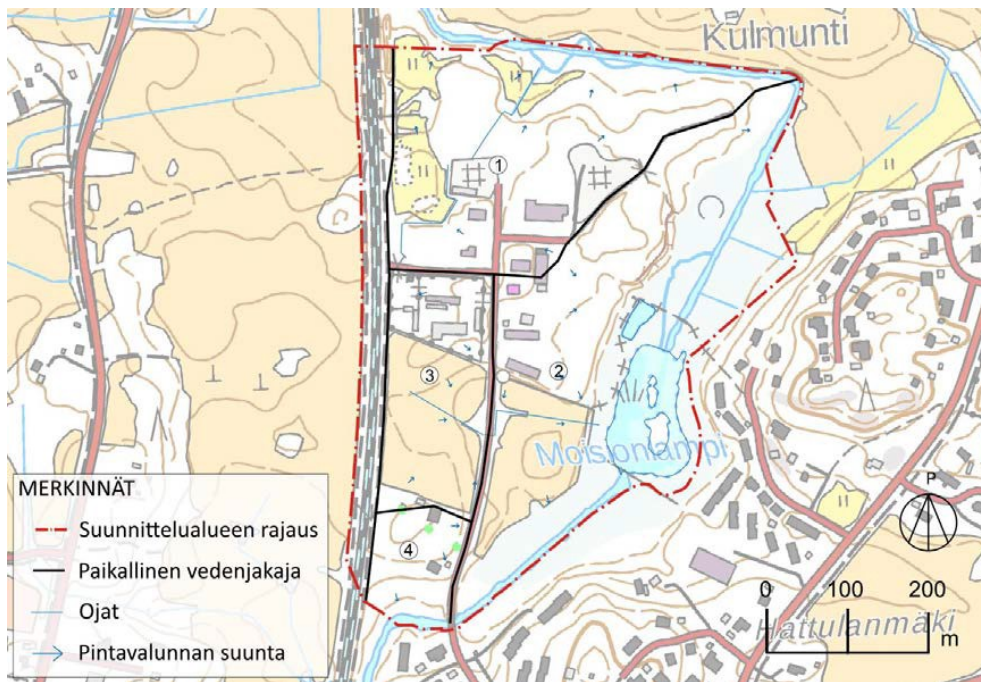 Kulmunti
1
3
2
Moisionlampi
4
MERKINNÄT
Suunnittelualueen rajaus
Paikallinen vedenjakaja
Ojat
Pintavalunnan suunta
P
0 100 200
m
Hattulanmäki